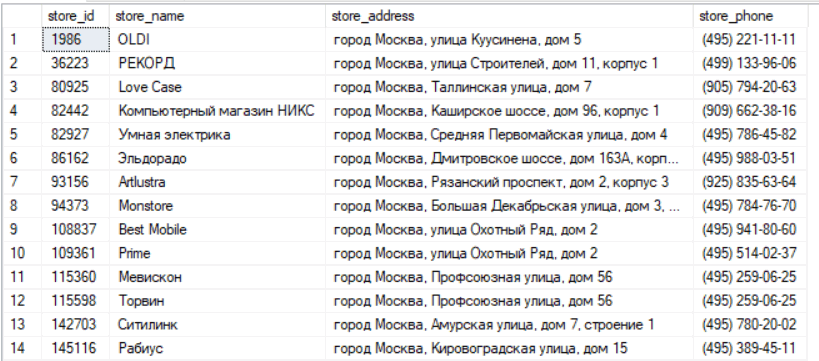 store_id store_name store_address store_phone
1 1986 OLDI город Москва, улица Куусинена, дом 5 (495) 221-11-11
2 36223 РЕКОРД город Москва, улица Строителей, дом 11, корпус 1 (499) 133-96-06
3 80925 Love Case город Москва, Таллинская улица, дом 7 (905) 794-20-63
4 82442 Компьютерный магазин НИКС город Москва, Каширское шоссе, дом 96, корпус 1 (909) 662-38-16
5 82927 Умная электрика город Москва, Средняя Первомайская улица, дом 4 (495) 786-45-82
6 86162 Эльдорадо город Москва, Дмитровское шоссе, дом 163А, корп... (495) 988-03-51
7 93156 Artlustra город Москва, Рязанский проспект, дом 2, корпус 3 (925) 835-63-64
8 94373 Monstore город Москва, Большая Декабрьская улица, дом 3, ... (495) 784-76-70
9 108837 Best Mobile город Москва, улица Охотный Ряд, дом 2 (495) 941-80-60
10 109361 Prime город Москва, улица Охотный Ряд, дом 2 (495) 514-02-37
11 115360 Мевискон город Москва, Профсоюзная улица, дом 56 (495) 259-06-25
12 115598 Торвин город Москва, Профсоюзная улица, дом 56 (495) 259-06-25
13 142703 Ситилинк город Москва, Амурская улица, дом 7, строение 1 (495) 780-20-02
14 145116 Рабиус город Москва, Кировоградская улица, дом 15 (495) 389-45-11